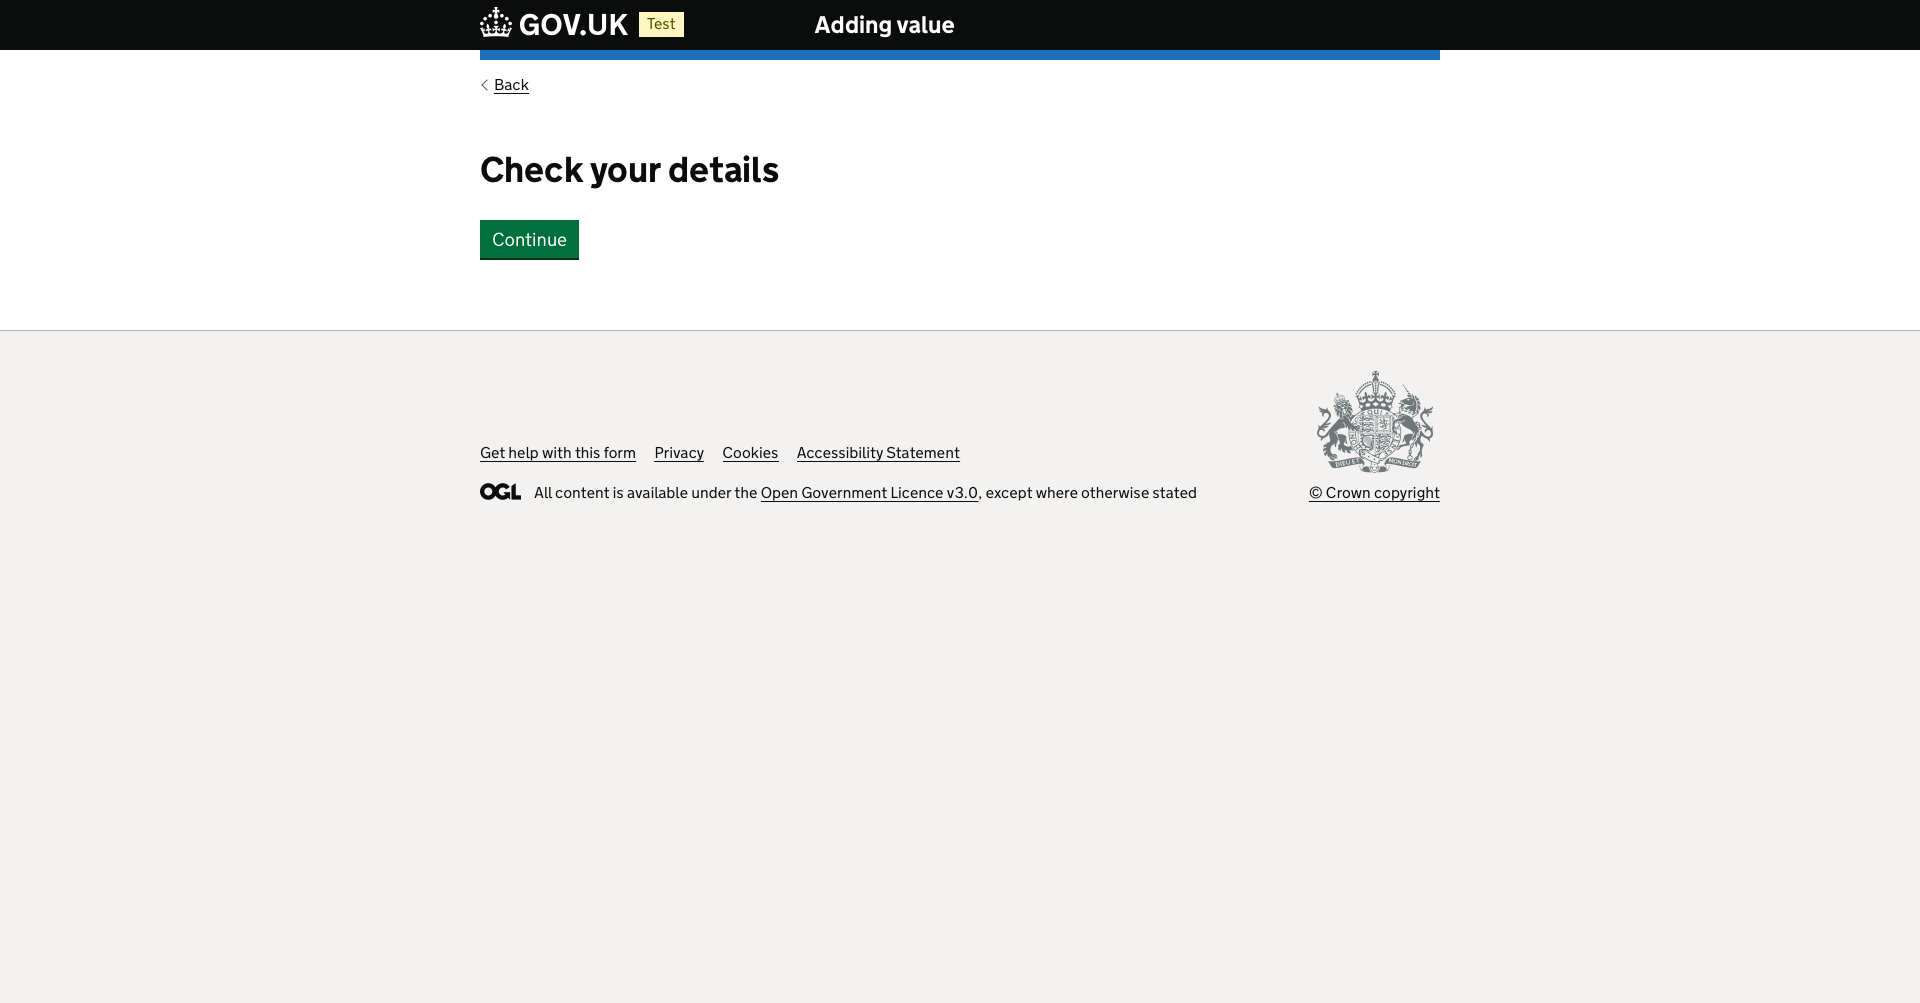 GOV.UK Test Adding value
Back
Check your details
Continue
Get help with this form Privacy Cookies Accessibility Statement
OGL All content is available under the Open Government Licence v3.0, except where otherwise stated
© Crown copyright